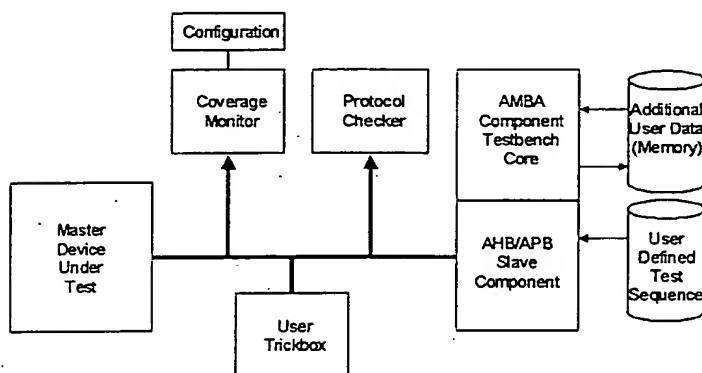 Configuration
Coverage
Monitor
Protocol
Checker
AMBA
Component
Testbench
Core
Additional
User Data
(Memory)
Master
Device
Under
Test
AHB/APB
Slave
Component
User
Defined
Test
Sequence
User
Trickbox